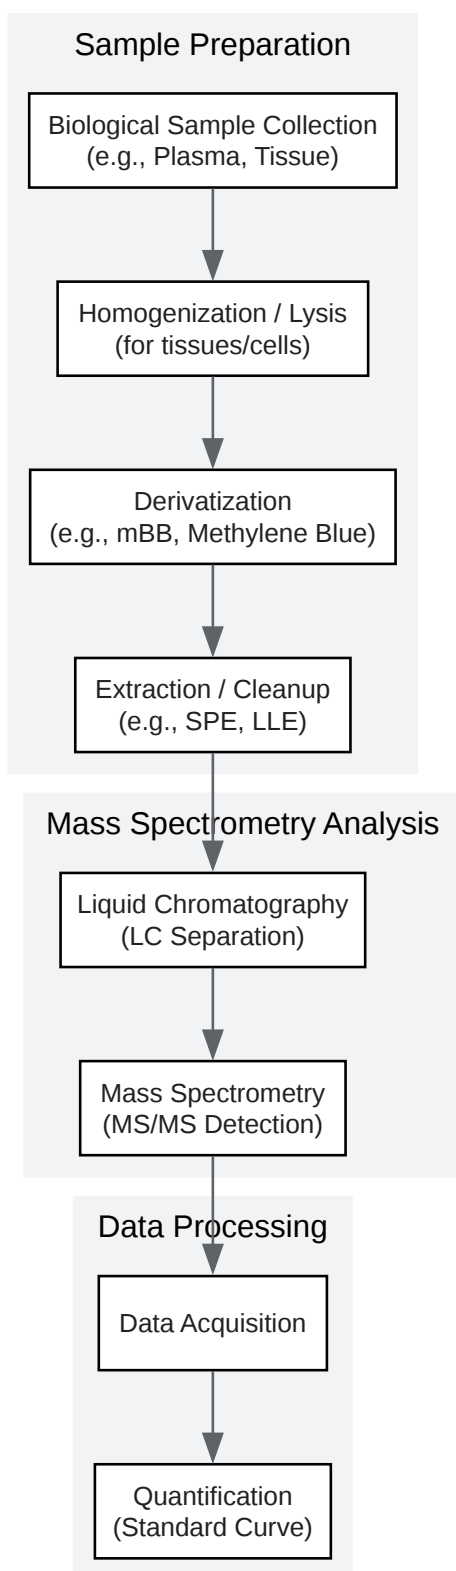 Sample Preparation
Biological Sample Collection
(e.g., Plasma, Tissue)
Homogenization / Lysis
(for tissues/cells)
Derivatization
(e.g., mBB, Methylene Blue)
Extraction / Cleanup
(e.g., SPE, LLE)
Mass Spectrometry Analysis
Liquid Chromatography
(LC Separation)
Mass Spectrometry
(MS/MS Detection)
Data Processing
Data Acquisition
Quantification
(Standard Curve)